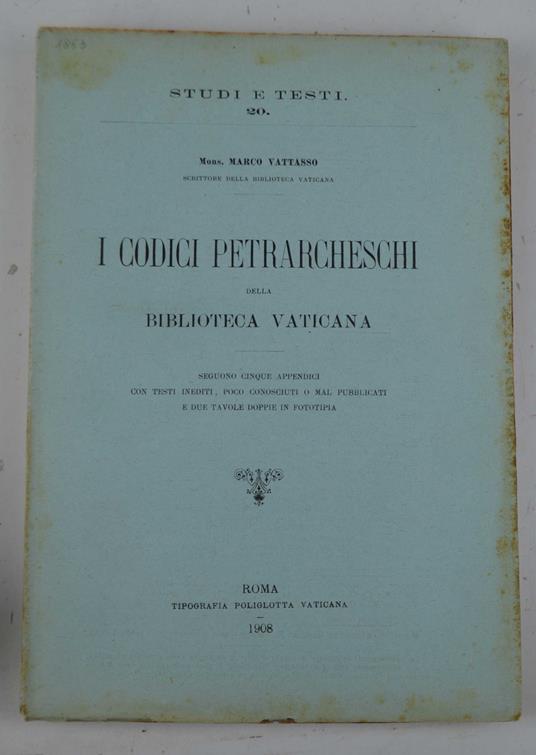 1853
STUDI E TESTI.
20.
Mons. MARCO VATTASSO
SCRITTORE DELLA BIBLIOTECA VATICANA
I CODICI PETRARCHESCHI
DELLA
BIBLIOTECA VATICANA
SEGUONO CINQUE APPENDICI
CON TESTI INEDITI, POCO CONOSCIUTI O MAL PUBBLICATI
E DUE TAVOLE DOPPIE IN FOTOTIPIA
ROMA
TIPOGRAFIA POLIGLOTTA VATICANA
1908